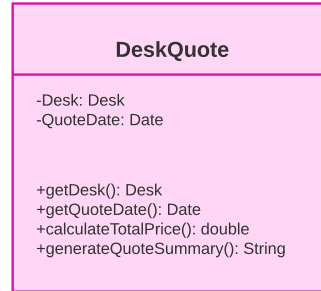 DeskQuote
-Desk: Desk
-QuoteDate: Date
+getDesk(): Desk
+getQuoteDate(): Date
+calculateTotalPrice(): double
+generateQuoteSummary(): String